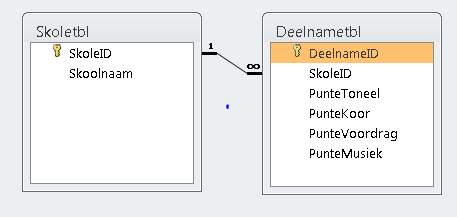 Skoletbl
SkoleID
Skoolnaam
1
∞
Deelnametbl
DeelnameID
SkoleID
PunteToneel
PunteKoor
PunteVoordrag
PunteMusiek